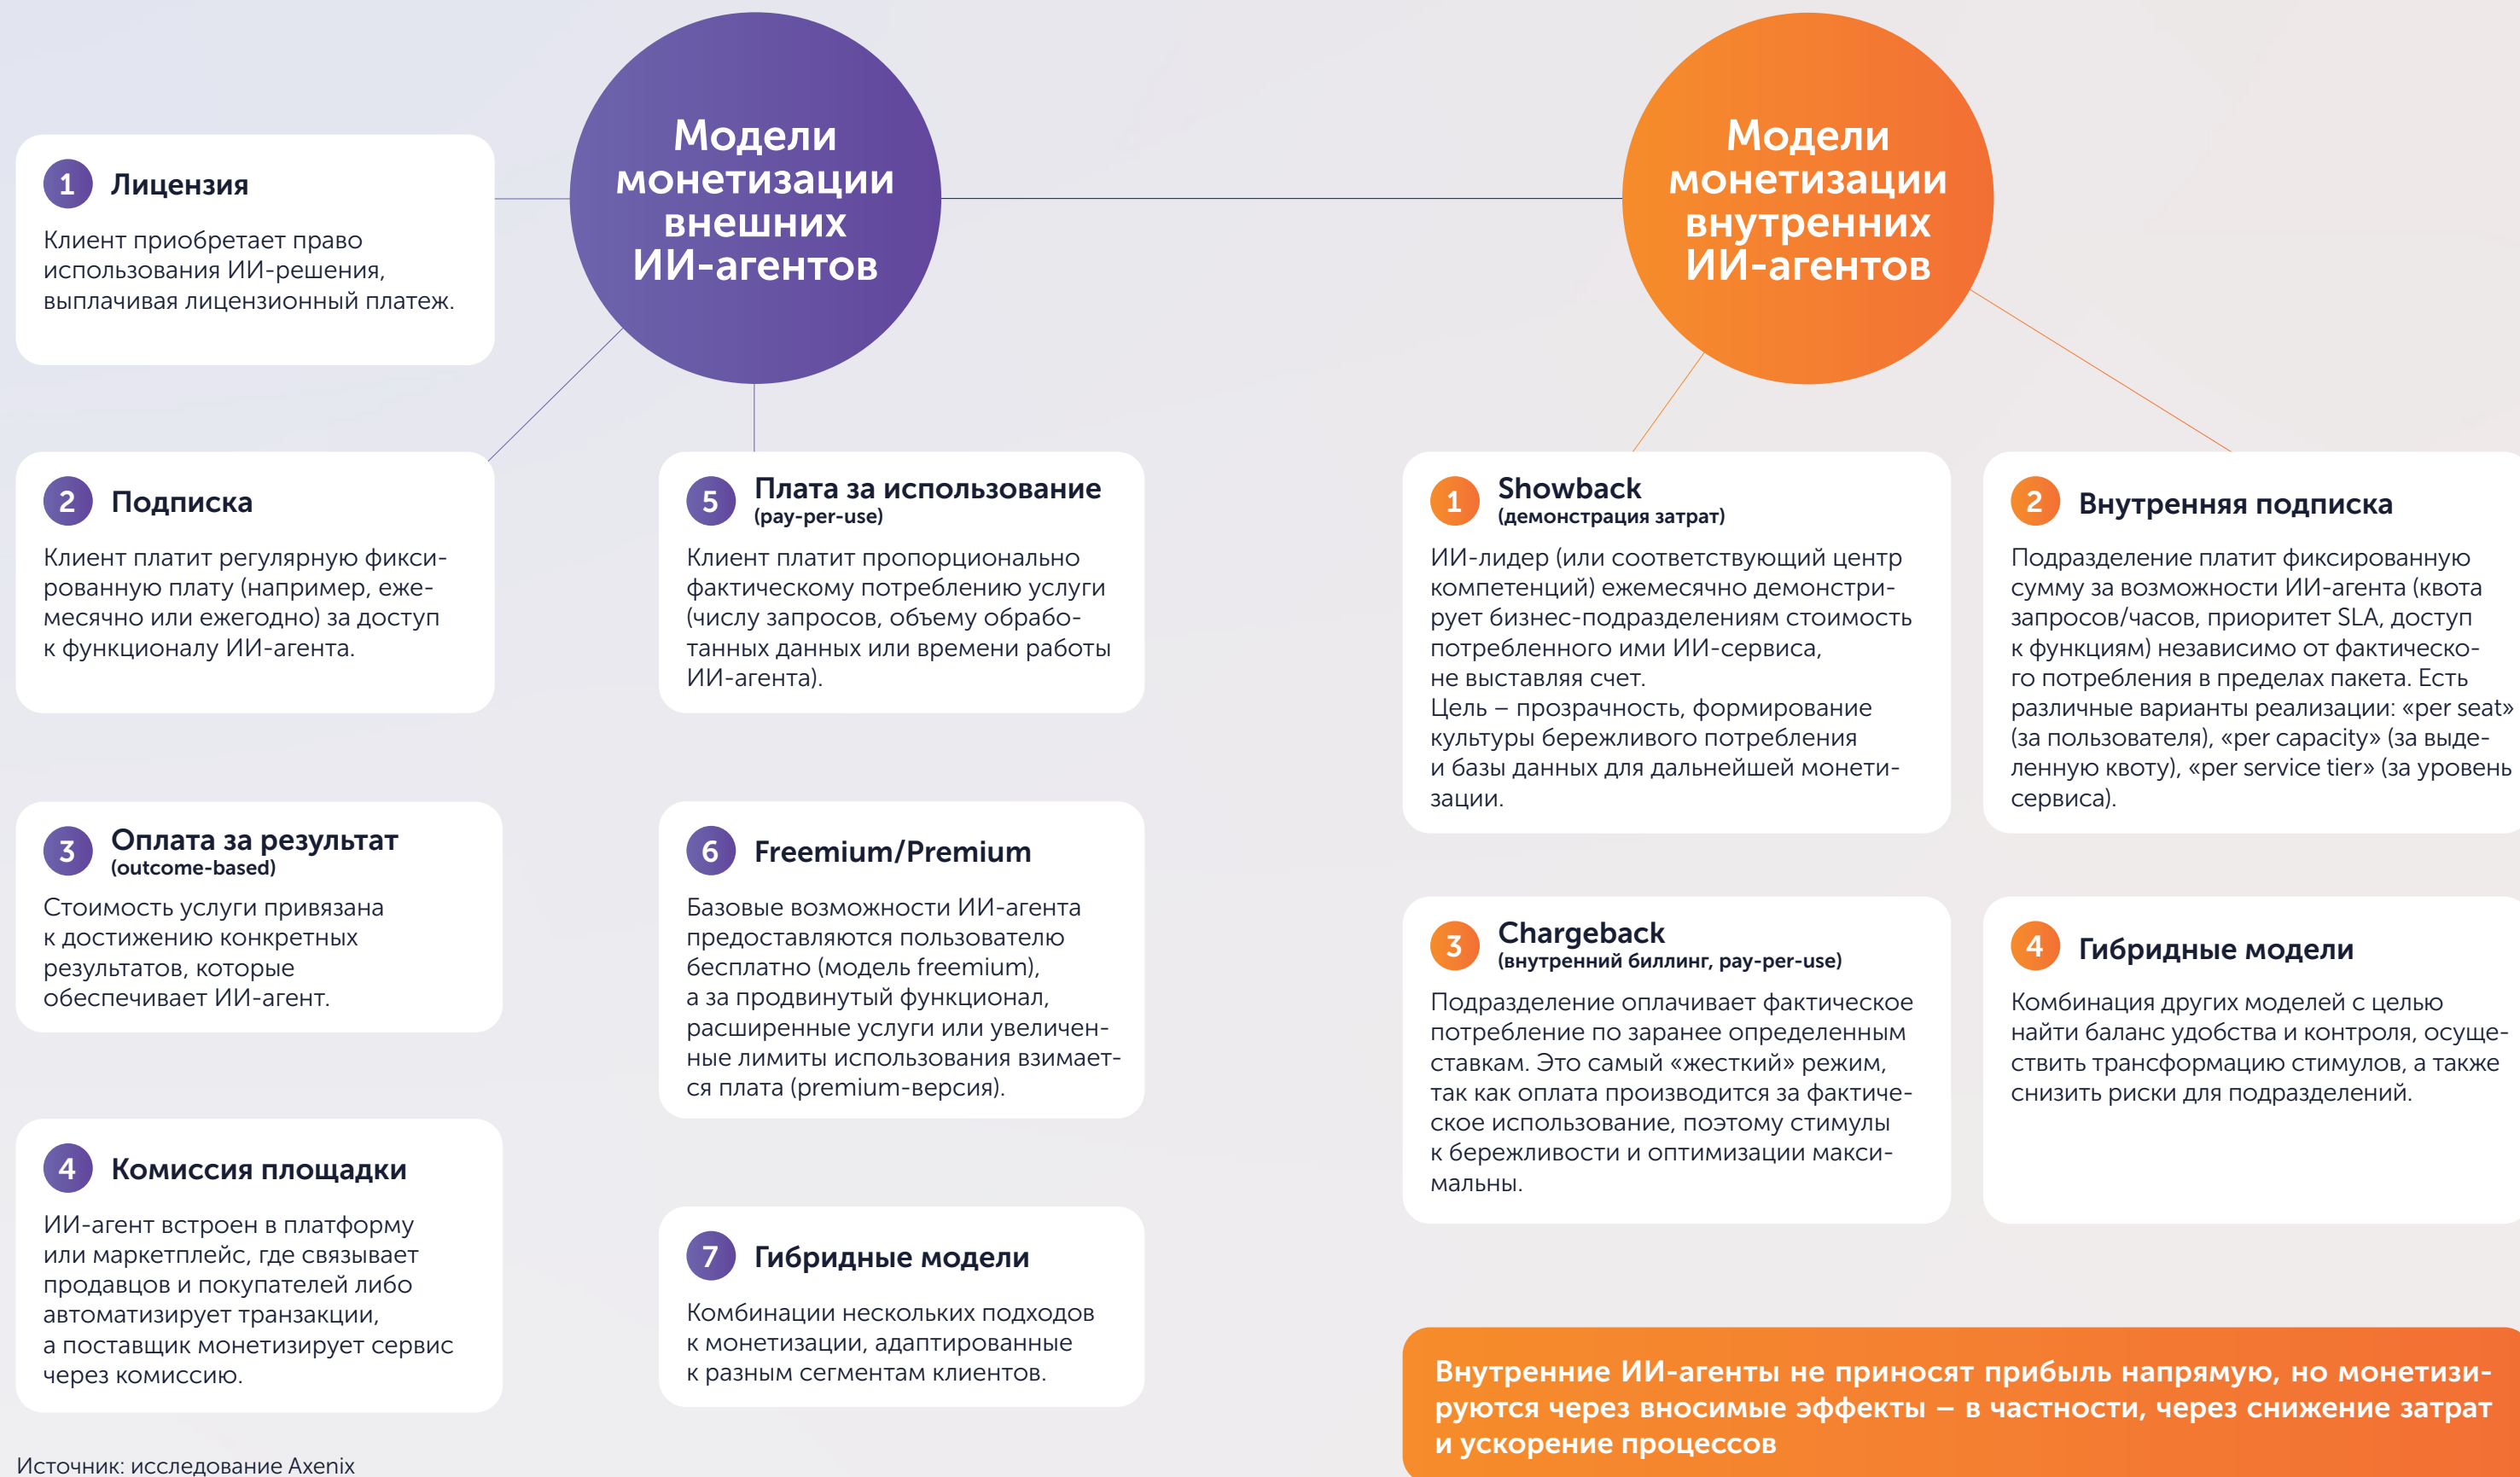 Модели
монетизации
внешних
ИИ-агентов
1 Лицензия
Клиент приобретает право
использования ИИ-решения,
выплачивая лицензионный платеж.
2 Подписка
Клиент платит регулярную фикси-
рованную плату (например, еже-
месячно или ежегодно) за доступ
к функционалу ИИ-агента.
3 Оплата за результат
(outcome-based)
Стоимость услуги привязана
к достижению конкретных
результатов, которые
обеспечивает ИИ-агент.
4 Комиссия площадки
ИИ-агент встроен в платформу
или маркетплейс, где связывает
продавцов и покупателей либо
автоматизирует транзакции,
а поставщик монетизирует сервис
через комиссию.
5 Плата за использование
(pay-per-use)
Клиент платит пропорционально
фактическому потреблению услуги
(числу запросов, объему обрабо-
танных данных или времени работы
ИИ-агента).
6 Freemium/Premium
Базовые возможности ИИ-агента
предоставляются пользователю
бесплатно (модель freemium),
а за продвинутый функционал,
расширенные услуги или увеличен-
ные лимиты использования взимает-
ся плата (premium-версия).
7 Гибридные модели
Комбинации нескольких подходов
к монетизации, адаптированные
к разным сегментам клиентов.
Модели
монетизации
внутренних
ИИ-агентов
1 Showback
(демонстрация затрат)
ИИ-лидер (или соответствующий центр
компетенций) ежемесячно демонстри-
рует бизнес-подразделениям стоимость
потребленного ими ИИ-сервиса,
не выставляя счет.
Цель – прозрачность, формирование
культуры бережливого потребления
и базы данных для дальнейшей монети-
зации.
2 Внутренняя подписка
Подразделение платит фиксированную
сумму за возможности ИИ-агента (квота
запросов/часов, приоритет SLA, доступ
к функциям) независимо от фактическо-
го потребления в пределах пакета. Есть
различные варианты реализации: «per seat»
(за пользователя), «per capacity» (за выде-
ленную квоту), «per service tier» (за уровень
сервиса).
3 Chargeback
(внутренний биллинг, pay-per-use)
Подразделение оплачивает фактическое
потребление по заранее определенным
ставкам. Это самый «жесткий» режим,
так как оплата производится за фактиче-
ское использование, поэтому стимулы
к бережливости и оптимизации макси-
мальны.
4 Гибридные модели
Комбинация других моделей с целью
найти баланс удобства и контроля, осуще-
ствить трансформацию стимулов, а также
снизить риски для подразделений.
Внутренние ИИ-агенты не приносят прибыль напрямую, но монетизи-
руются через вносимые эффекты – в частности, через снижение затрат
и ускорение процессов
Источник: исследование Axenix